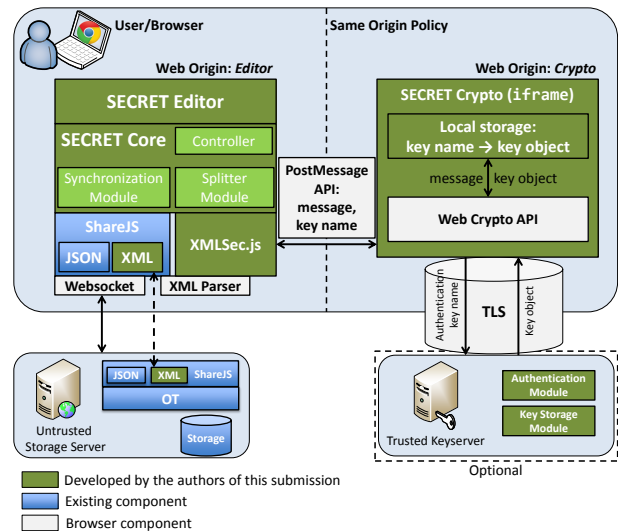 User/Browser
Same Origin Policy
Web Origin: Editor
Web Origin: Crypto
SECRET Editor
SECRET Core
Controller
Synchronization
Module
Splitter
Module
ShareJS
JSON
XML
XMLSec.js
Websocket
XML Parser
PostMessage
API:
message,
key name
SECRET Crypto (iframe)
Local storage:
key name → key object
message
key object
Web Crypto API
Authentication
key name
TLS
Key object
Untrusted
Storage Server
JSON
XML
ShareJS
OT
Storage
Trusted Keyserver
Authentication
Module
Key Storage
Module
Optional
Developed by the authors of this submission
Existing component
Browser component